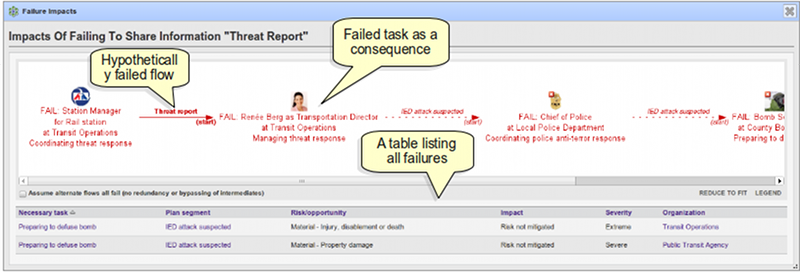 Failure Impacts
Impacts Of Failing To Share Information "Threat Report"
Hypotheticall
y failed flow
Failed task as a
consequence
FAIL: Station Manager
for Rail station
at Transit Operations
Coordinating threat response
Threat report
(start)
FAIL: Renée Berg as Transportation Director
at Transit Operations
Managing threat response
IED attack suspected
(start)
FAIL: Chief of Police
at Local Police Department
Coordinating police anti-terror response
IED attack suspected
(start)
FAIL: Bomb S
at County Bo
Preparing to d
A table listing
all failures
Assume alternate flows all fail (no redundancy or bypassing of intermediates)
REDUCE TO FIT LEGEND
Necessary task Plan segment Risk/opportunity Impact Severity Organization
Preparing to defuse bomb IED attack suspected Material - Injury, disablement or death Risk not mitigated Extreme Transit Operations
Preparing to defuse bomb IED attack suspected Material - Property damage Risk not mitigated Severe Public Transit Agency